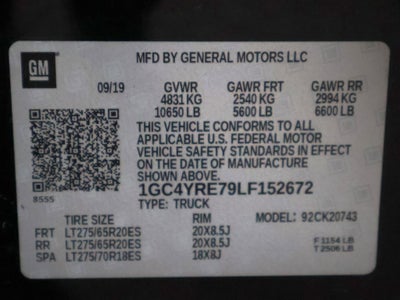 GM
MFD BY GENERAL MOTORS LLC
09/19 GVWR GAWR FRT GAWR RR
4831 KG 2540 KG 2994 KG
10650 LB 5600 LB 6600 LB
THIS VEHICLE CONFORMS TO ALL
APPLICABLE U.S. FEDERAL MOTOR
VEHICLE SAFETY STANDARDS IN EFFECT
ON THE DATE OF MANUFACTURE
SHOWN ABOVE.
1GC4YRE79LF152672
8555 TYPE: TRUCK
TIRE SIZE RIM MODEL: 92CK20743
FRT LT275/65R20ES 20X8.5J
RR LT275/65R20ES 20X8.5J F 1154 LB
SPA LT275/70R18ES 18X8J T 2506 LB